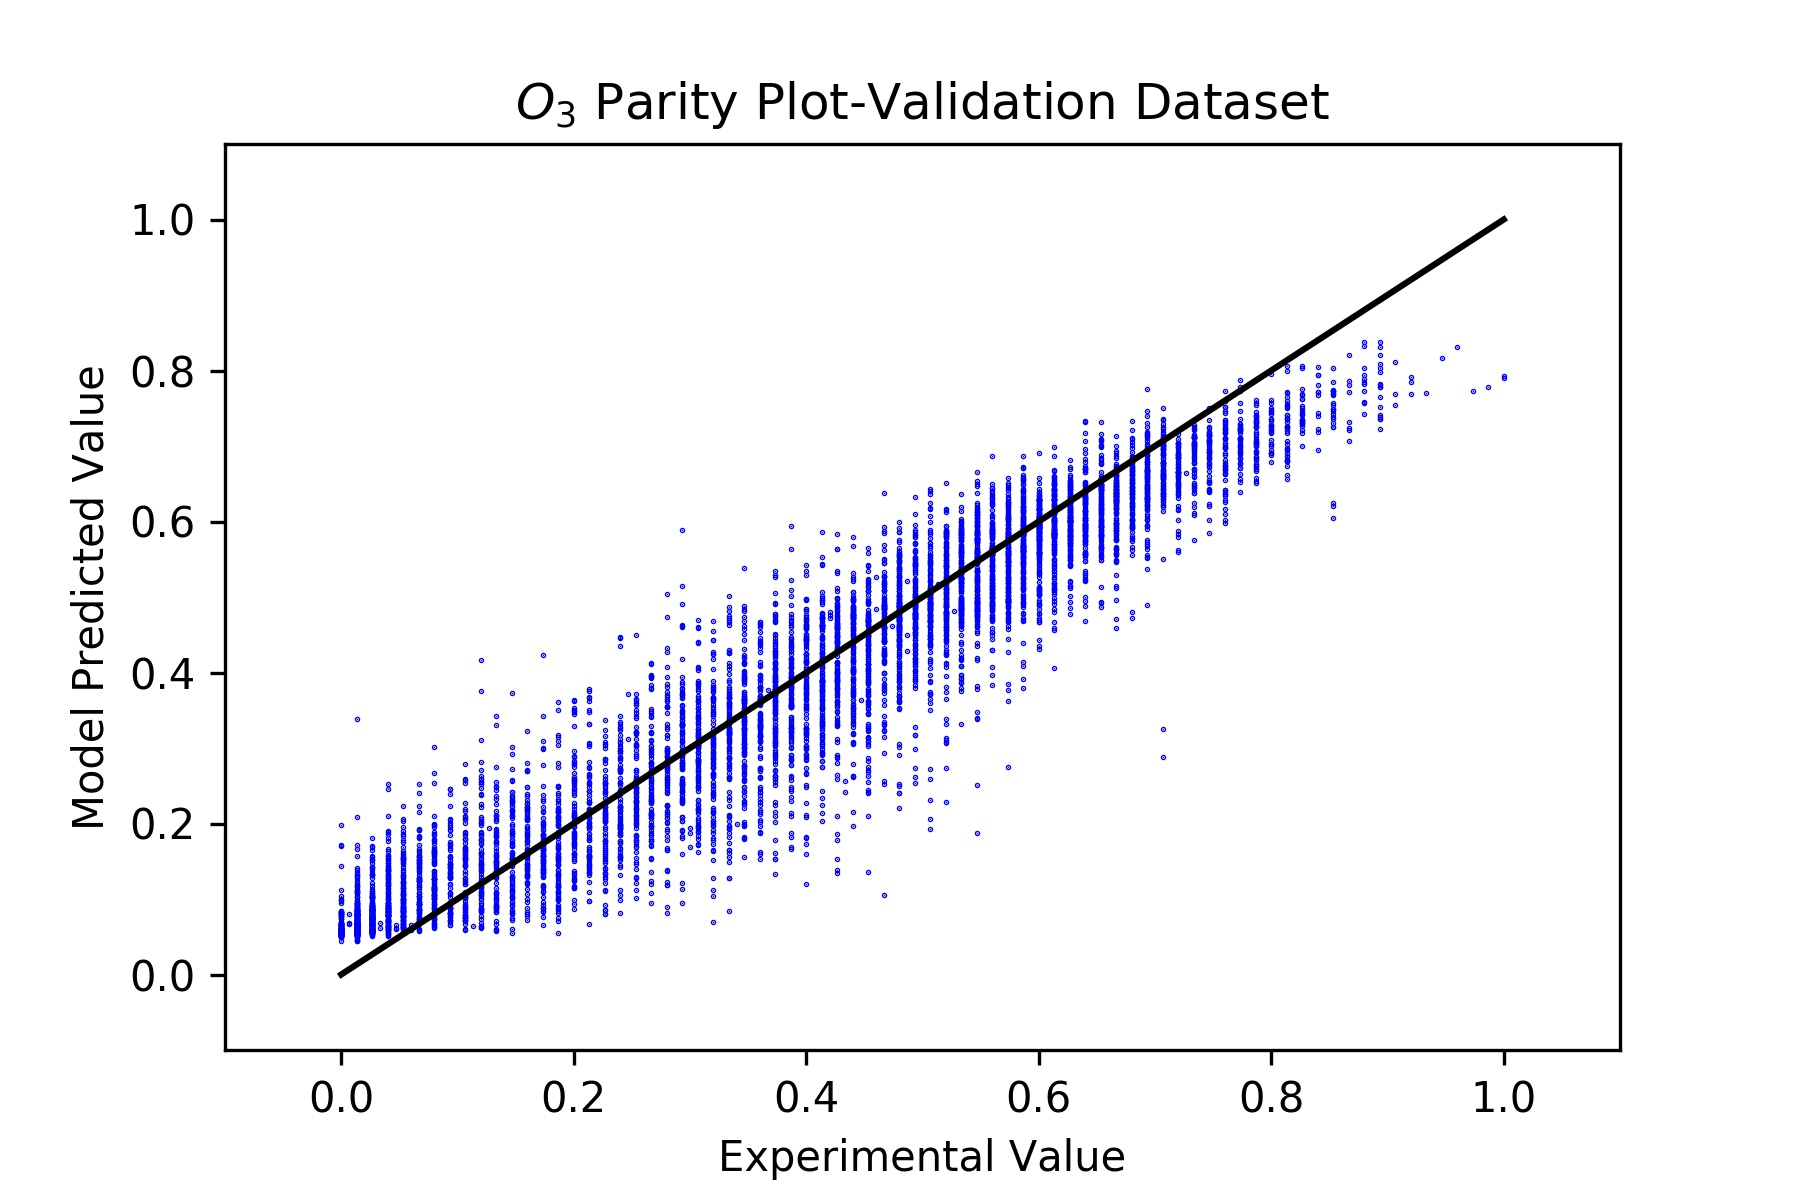 O₃ Parity Plot-Validation Dataset
Model Predicted Value
1.0
0.8
0.6
0.4
0.2
0.0
0.0 0.2 0.4 0.6 0.8 1.0
Experimental Value